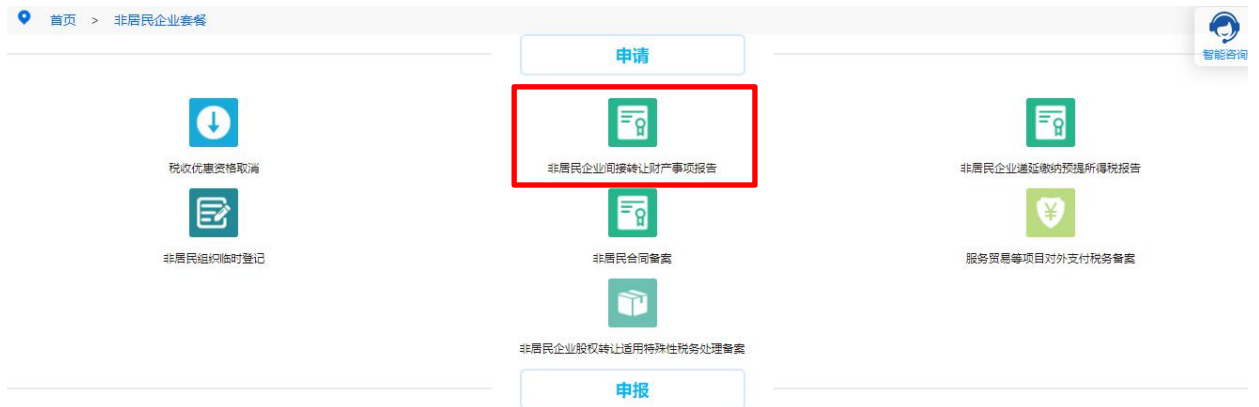 首页 > 非居民企业套餐
智能咨询
申请
税收优惠资格取消
非居民企业间接转让财产事项报告
非居民企业递延缴纳预提所得税报告
非居民组织临时登记
非居民合同备案
服务贸易等项目对外支付税务备案
非居民企业股权转让适用特殊性税务处理备案
申报